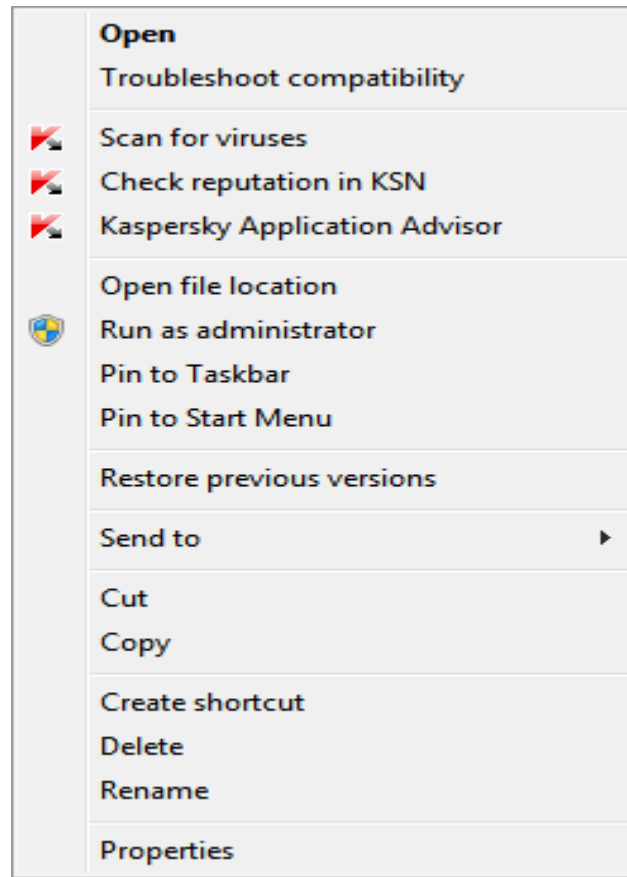 Open
Troubleshoot compatibility
Scan for viruses
Check reputation in KSN
Kaspersky Application Advisor
Open file location
Run as administrator
Pin to Taskbar
Pin to Start Menu
Restore previous versions
Send to
Cut
Copy
Create shortcut
Delete
Rename
Properties